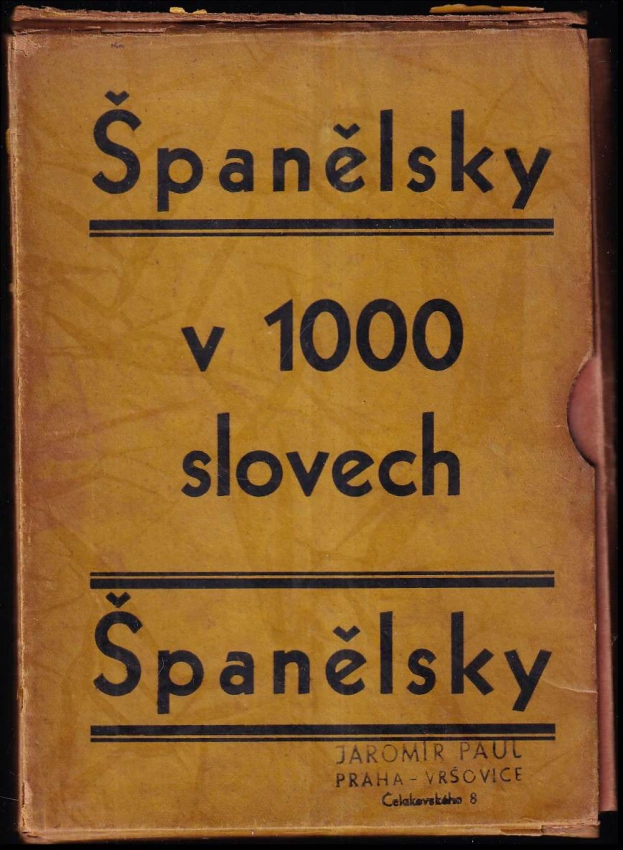 Španělsky
v 1000
slovech
Španělsky
JAROMÍR PAUL
PRAHA - VRŠOVICE
Čelakovského 8